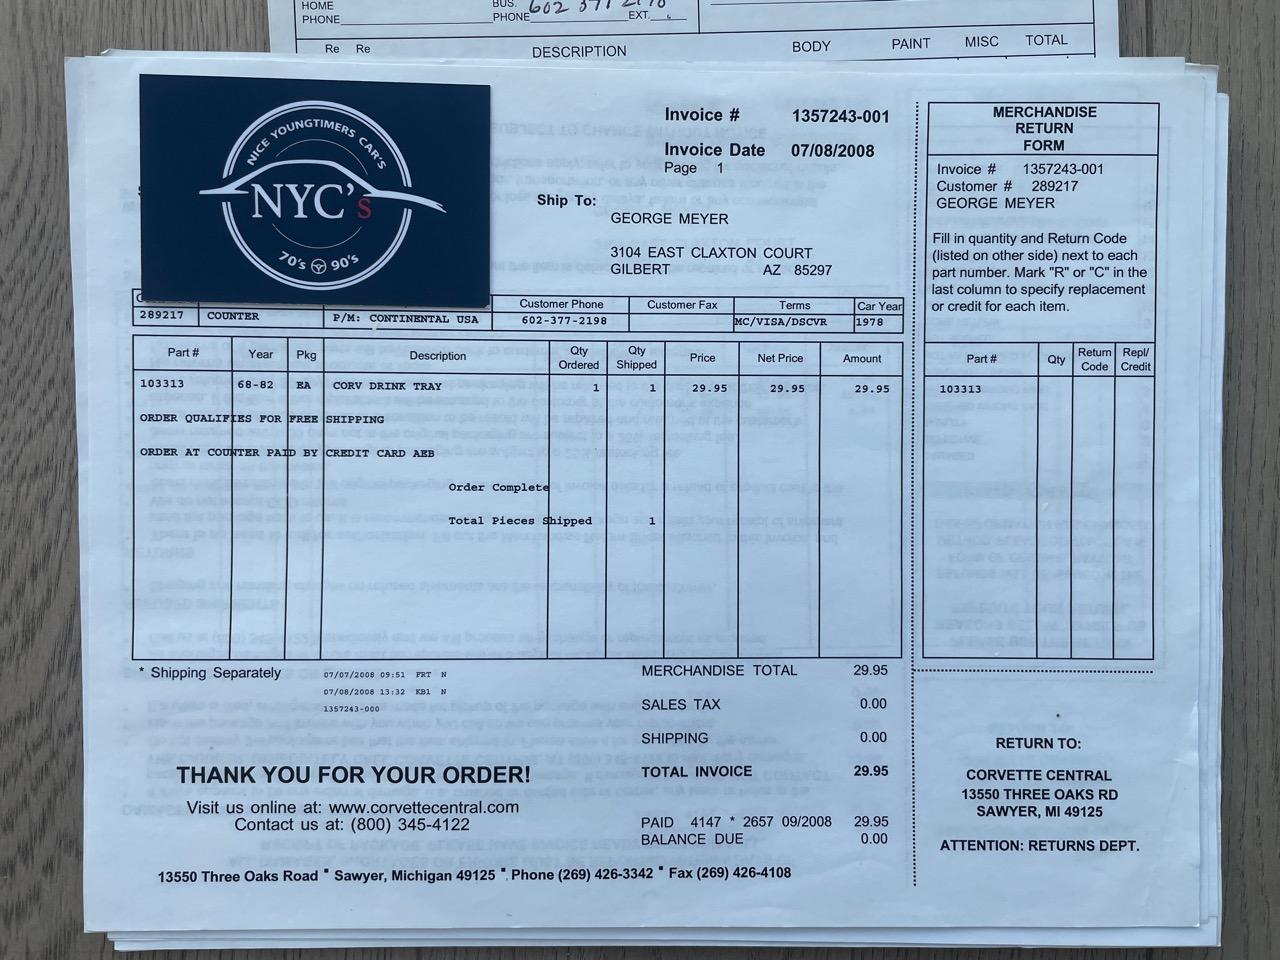 HOME
PHONE
BUS.
PHONE 602 377 2198 EXT.
Re Re DESCRIPTION BODY PAINT MISC TOTAL
NICE YOUNGTIMERS CAR'S
NYC's
70's 90's
Invoice # 1357243-001
Invoice Date 07/08/2008
Page 1
Ship To:
GEORGE MEYER
3104 EAST CLAXTON COURT
GILBERT AZ 85297
Customer Phone Customer Fax Terms Car Year
289217 COUNTER P/M: CONTINENTAL USA 602-377-2198 MC/VISA/DSCVR 1978
Part # Year Pkg Description Qty Ordered Qty Shipped Price Net Price Amount
103313 68-82 EA CORV DRINK TRAY 1 1 29.95 29.95 29.95
ORDER QUALIFIES FOR FREE SHIPPING
ORDER AT COUNTER PAID BY CREDIT CARD AEB
Order Complete
Total Pieces Shipped 1
* Shipping Separately
07/07/2008 09:51 FRT N
07/08/2008 13:32 KB1 N
1357243-000
MERCHANDISE TOTAL 29.95
SALES TAX 0.00
SHIPPING 0.00
TOTAL INVOICE 29.95
PAID 4147 * 2657 09/2008 29.95
BALANCE DUE 0.00
THANK YOU FOR YOUR ORDER!
Visit us online at: www.corvettecentral.com
Contact us at: (800) 345-4122
13550 Three Oaks Road * Sawyer, Michigan 49125 * Phone (269) 426-3342 * Fax (269) 426-4108
MERCHANDISE
RETURN
FORM
Invoice # 1357243-001
Customer # 289217
GEORGE MEYER
Fill in quantity and Return Code
(listed on other side) next to each
part number. Mark "R" or "C" in the
last column to specify replacement
or credit for each item.
Part # Qty Return Code Repl/ Credit
103313
RETURN TO:
CORVETTE CENTRAL
13550 THREE OAKS RD
SAWYER, MI 49125
ATTENTION: RETURNS DEPT.